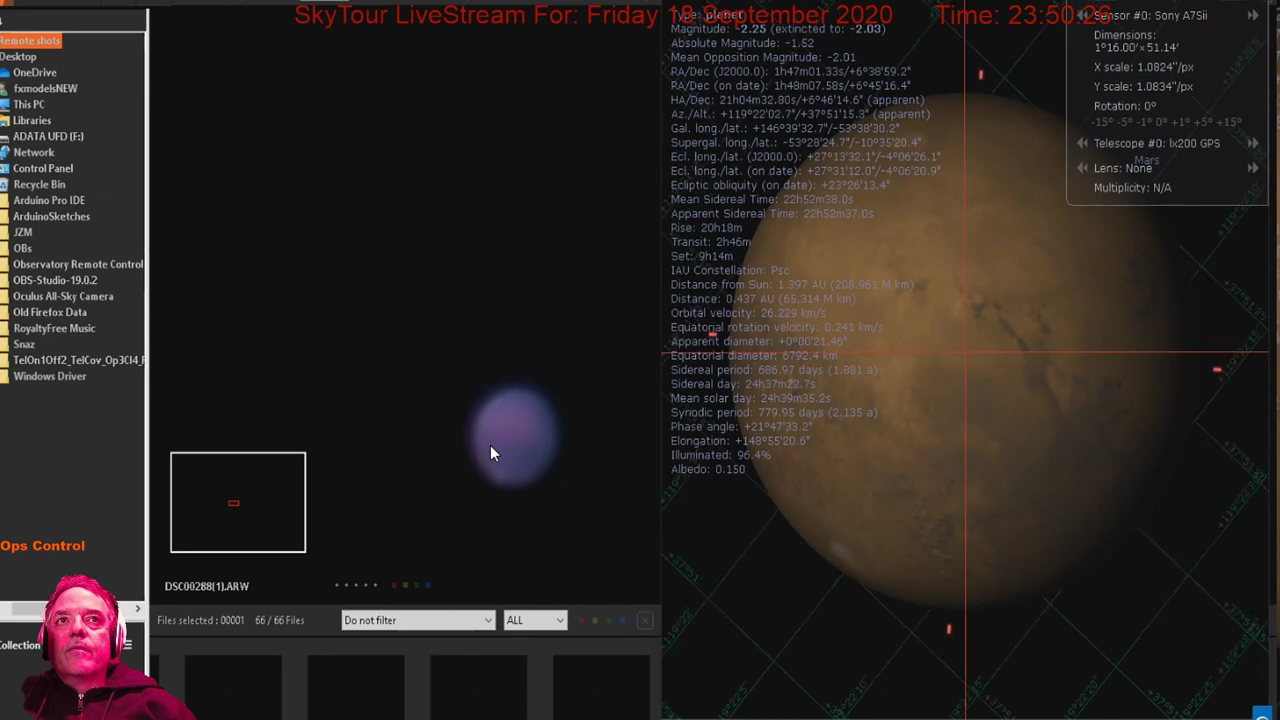 SkyTour LiveStream For: Friday 18 September 2020 Time: 23:50:26
Remote shots
Desktop
OneDrive
fxmodelsNEW
This PC
Libraries
ADATA UFD (F:)
Network
Control Panel
Recycle Bin
Arduino Pro IDE
ArduinoSketches
JZM
OBs
Observatory Remote Control
OBS-Studio-19.0.2
Oculus All-Sky Camera
Old Firefox Data
RoyaltyFree Music
Snaz
TelOn1Off2_TelCov_Op3Cl4_
Windows Driver
Ops Control
Collection
DSC00288(1).ARW
Files selected : 00001 66 / 66 Files
Do not filter
ALL
Type: planet
Magnitude: -2.25 (extincted to: -2.03)
Absolute Magnitude: -1.52
Mean Opposition Magnitude: -2.01
RA/Dec (J2000.0): 1h47m01.33s/+6°38'59.2"
RA/Dec (on date): 1h48m07.58s/+6°45'16.4"
HA/Dec: 21h04m32.80s/+6°46'14.6" (apparent)
Az./Alt.: +119°22'02.7"/+37°51'15.3" (apparent)
Gal. long./lat.: +146°39'32.7"/-53°38'30.2"
Supergal. long./lat.: -53°28'24.7"/-10°35'20.4"
Ecl. long./lat. (J2000.0): +27°13'32.1"/-4°06'26.1"
Ecl. long./lat. (on date): +27°31'12.0"/-4°06'20.9"
Ecliptic obliquity (on date): +23°26'13.4"
Mean Sidereal Time: 22h52m38.0s
Apparent Sidereal Time: 22h52m37.0s
Rise: 20h18m
Transit: 2h46m
Set: 9h14m
IAU Constellation: Psc
Distance from Sun: 1.397 AU (208.961 M km)
Distance: 0.437 AU (65.314 M km)
Orbital velocity: 26.229 km/s
Equatorial rotation velocity: 0.241 km/s
Apparent diameter: +0°00'21.46"
Equatorial diameter: 6792.4 km
Sidereal period: 686.97 days (1.881 a)
Sidereal day: 24h37m22.7s
Mean solar day: 24h39m35.2s
Synodic period: 779.95 days (2.135 a)
Phase angle: +21°47'33.2"
Elongation: +148°55'20.6"
Illuminated: 96.4%
Albedo: 0.150
Sensor #0: Sony A7Sii
Dimensions:
1°16.00'x51.14'
X scale: 1.0824"/px
Y scale: 1.0834"/px
Rotation: 0°
-15° -5° -1° 0° +1° +5° +15°
Telescope #0: lx200 GPS
Mars
Lens: None
Multiplicity: N/A